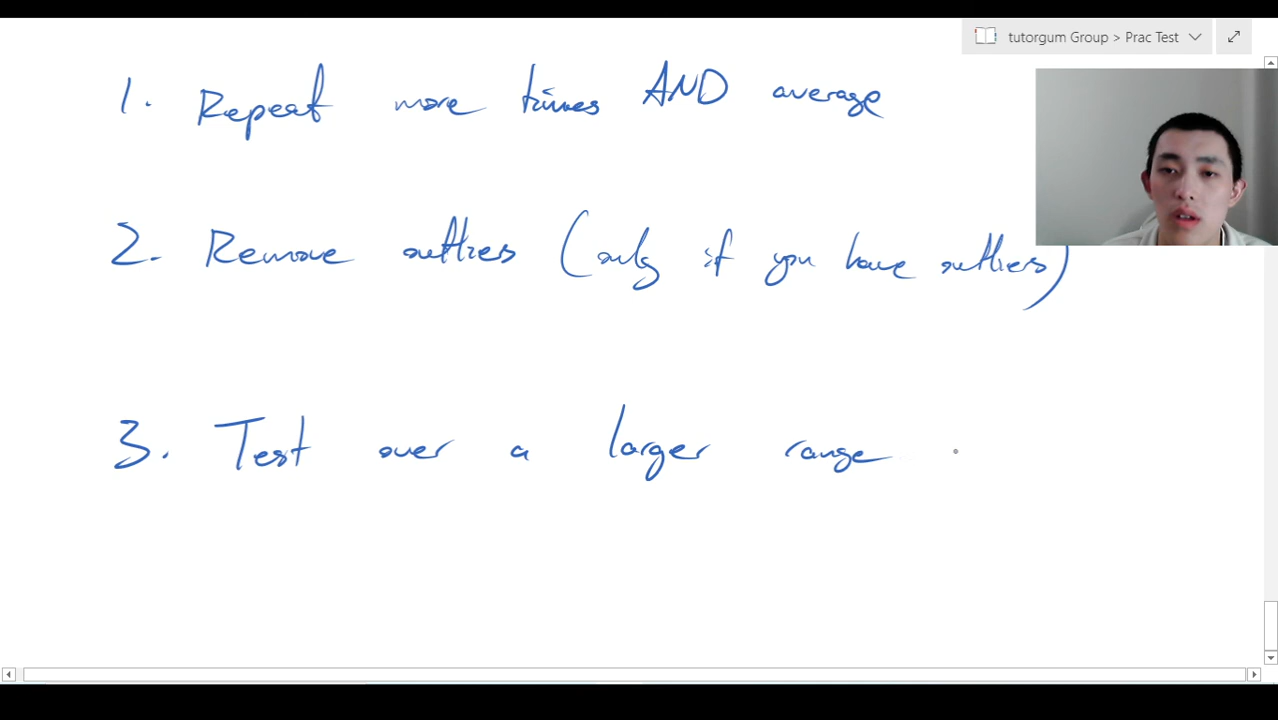 tutorgum Group > Prac Test
1. Repeat more times AND average
2. Remove outliers (only if you have outliers)
3. Test over a larger range